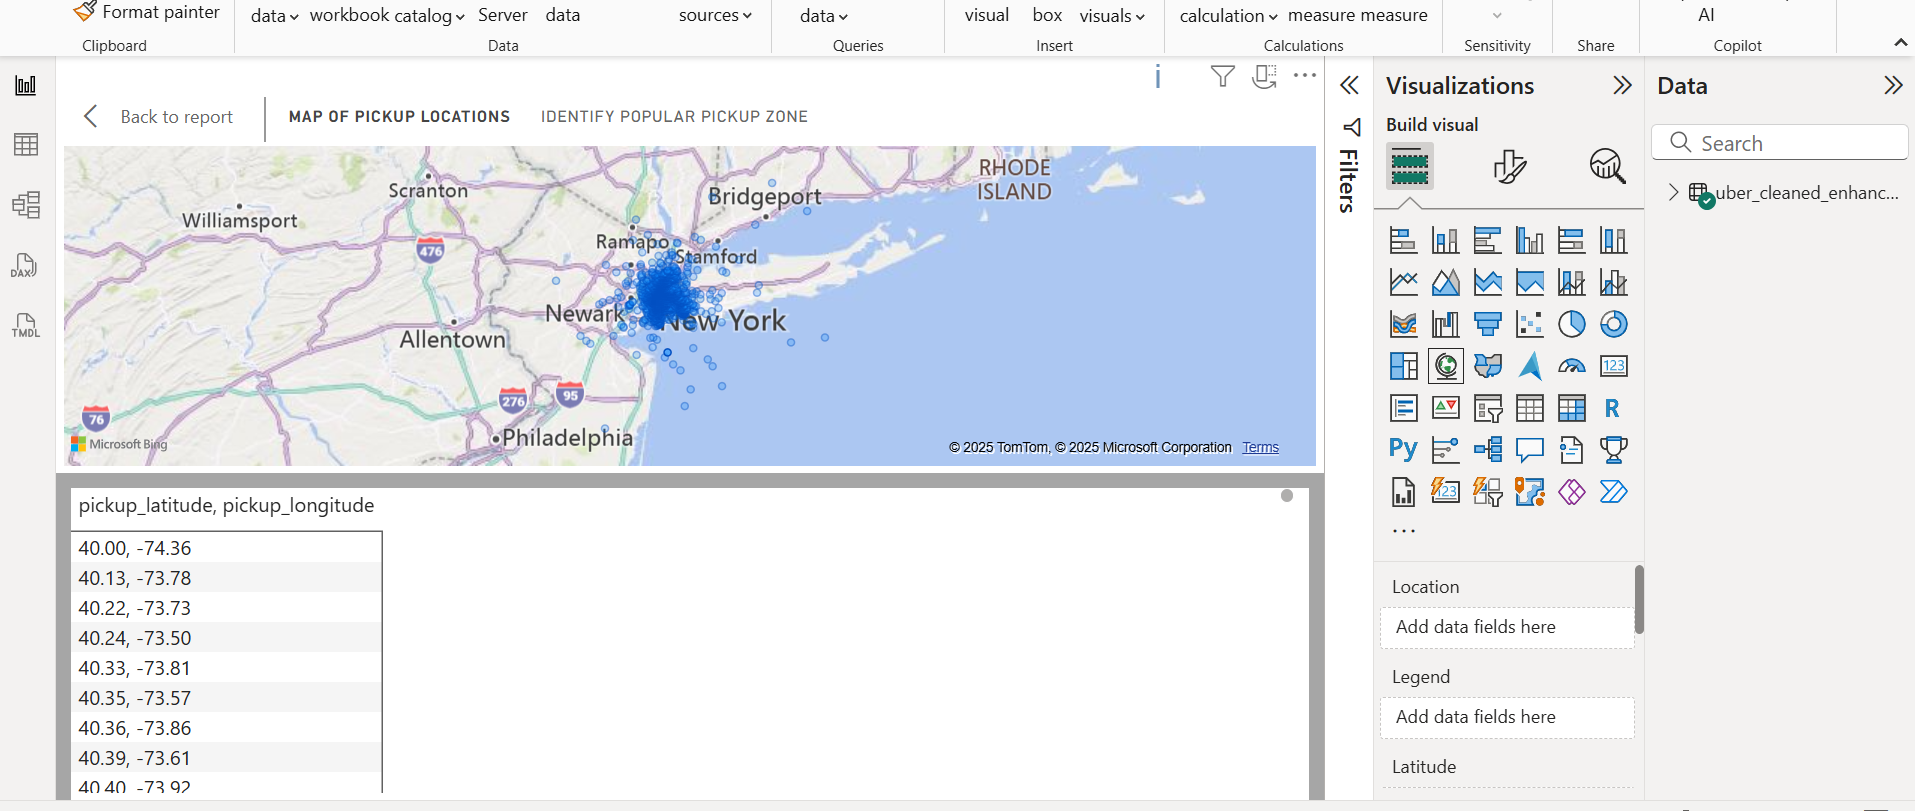 Format painter
data
workbook
catalog
Server
data
sources
data
visual
box
visuals
calculation
measure
measure
AI
Clipboard
Data
Queries
Insert
Calculations
Sensitivity
Share
Copilot
Back to report
MAP OF PICKUP LOCATIONS
IDENTIFY POPULAR PICKUP ZONE
RHODE
ISLAND
Scranton
Bridgeport
Williamsport
Ramapo
476
Stamford
Newark
New York
Allentown
276
95
76
Philadelphia
Microsoft Bing
© 2025 TomTom, © 2025 Microsoft Corporation Terms
pickup_latitude, pickup_longitude
40.00, -74.36
40.13, -73.78
40.22, -73.73
40.24, -73.50
40.33, -73.81
40.35, -73.57
40.36, -73.86
40.39, -73.61
40.40, -73.92
DAX
TMDL
Filters
Visualizations
Build visual
123
R
Py
123
Location
Add data fields here
Legend
Add data fields here
Latitude
Data
Search
uber_cleaned_enhanc...